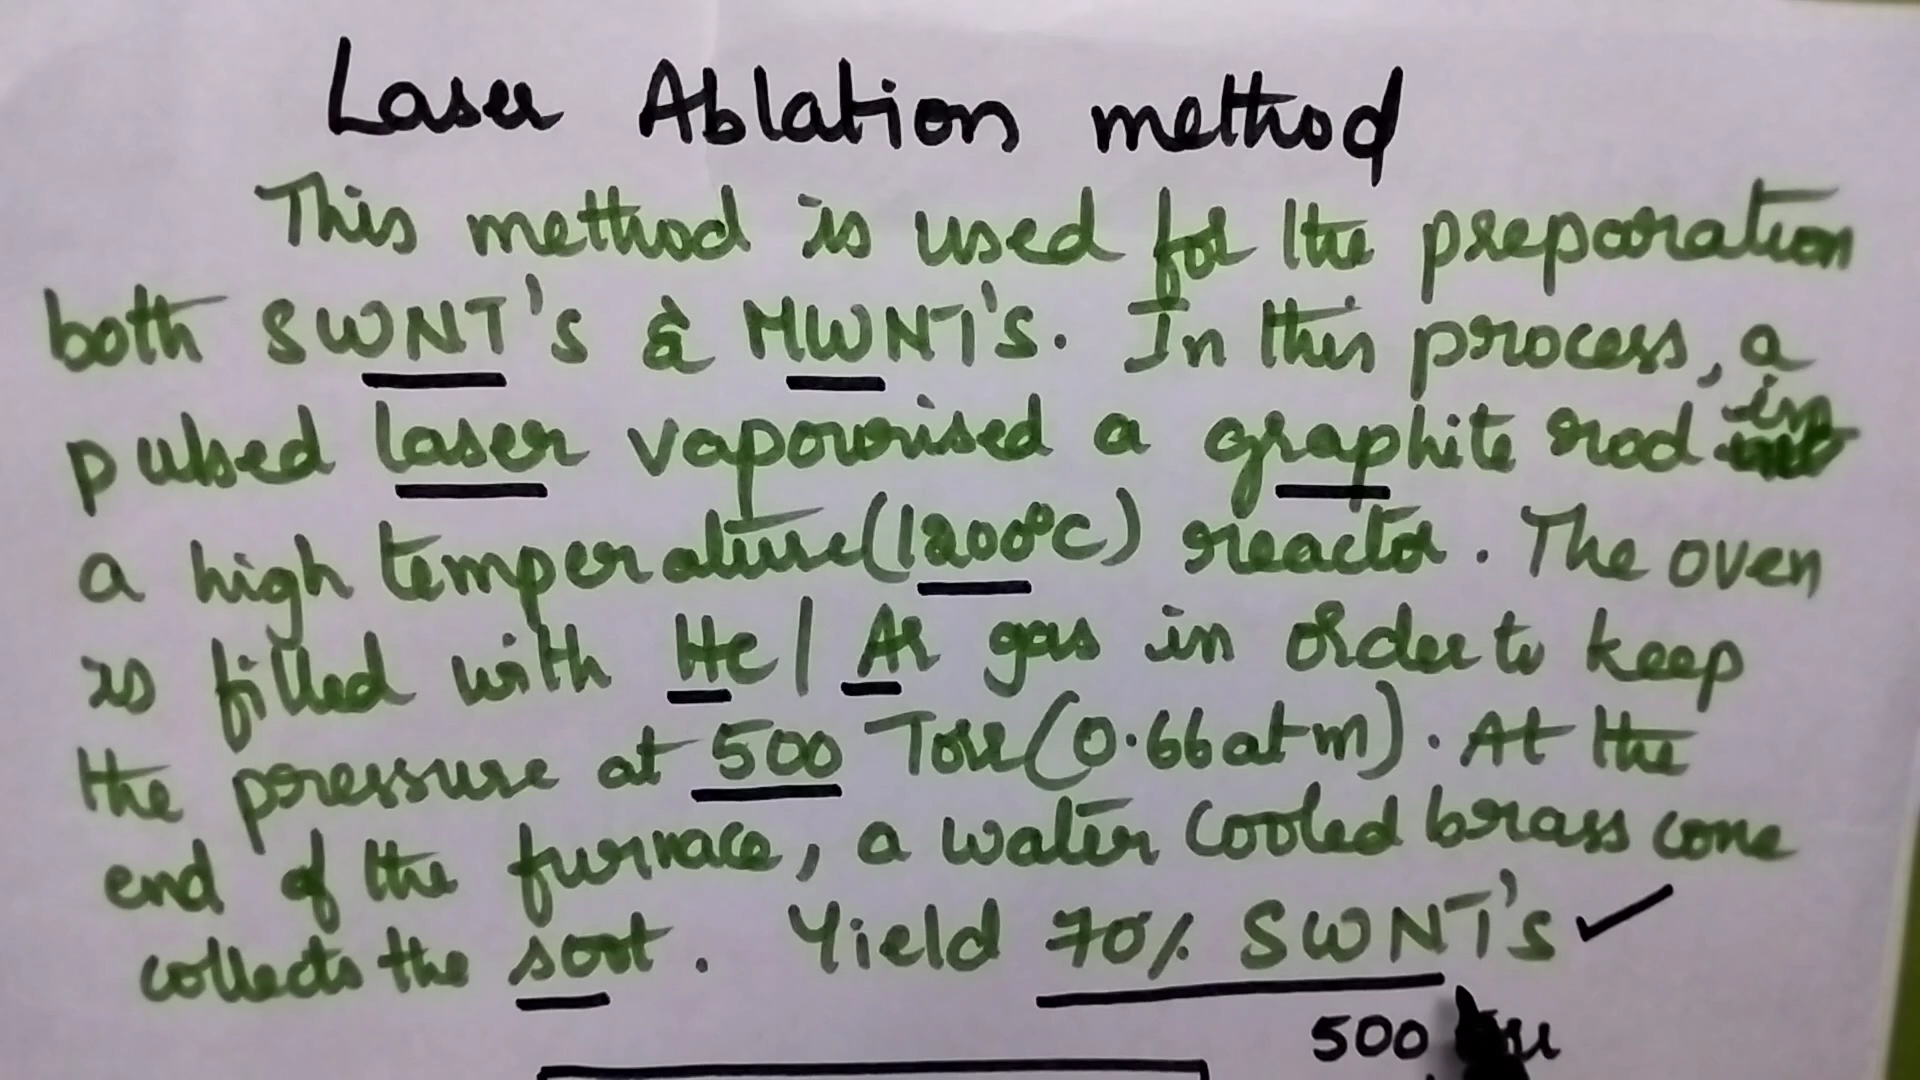 Laser Ablation method
This method is used for the preparation
both SWNT's & MWNT's. In this process, a
pulsed laser vapourised a graphite rod in
a high temperature (1200°C) reactor. The oven
is filled with He/Ar gas in order to keep
the pressure at 500 Torr (0.66 atm). At the
end of the furnace, a water cooled brass cone
collects the soot. Yield 70% SWNT's ✓
500